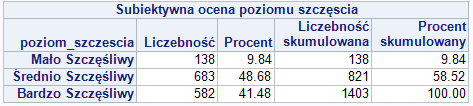 Subiektywna ocena poziomu szczęścia
poziom_szczescia Liczebność Procent Liczebność skumulowana Procent skumulowany
Mało Szczęśliwy 138 9.84 138 9.84
Średnio Szczęśliwy 683 48.68 821 58.52
Bardzo Szczęśliwy 582 41.48 1403 100.00